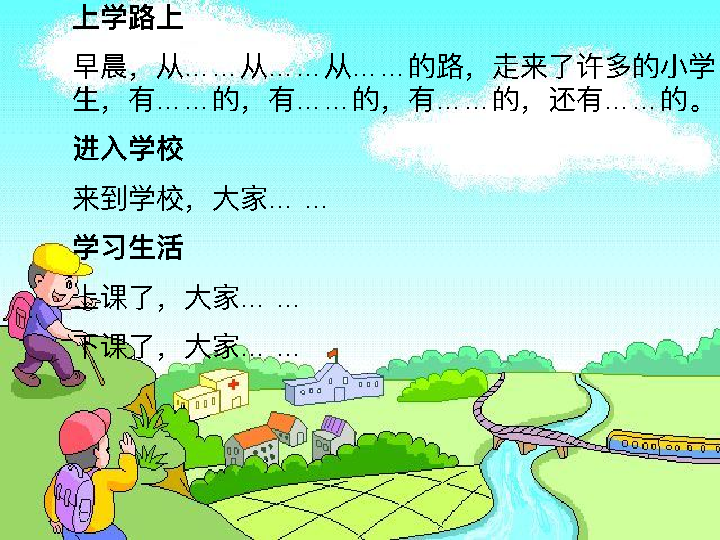 上学路上
早晨，从……从……从……的路，走来了许多的小学
生，有……的，有……的，有……的，还有……的。
进入学校
来到学校，大家… …
学习生活
上课了，大家… …
下课了，大家… …